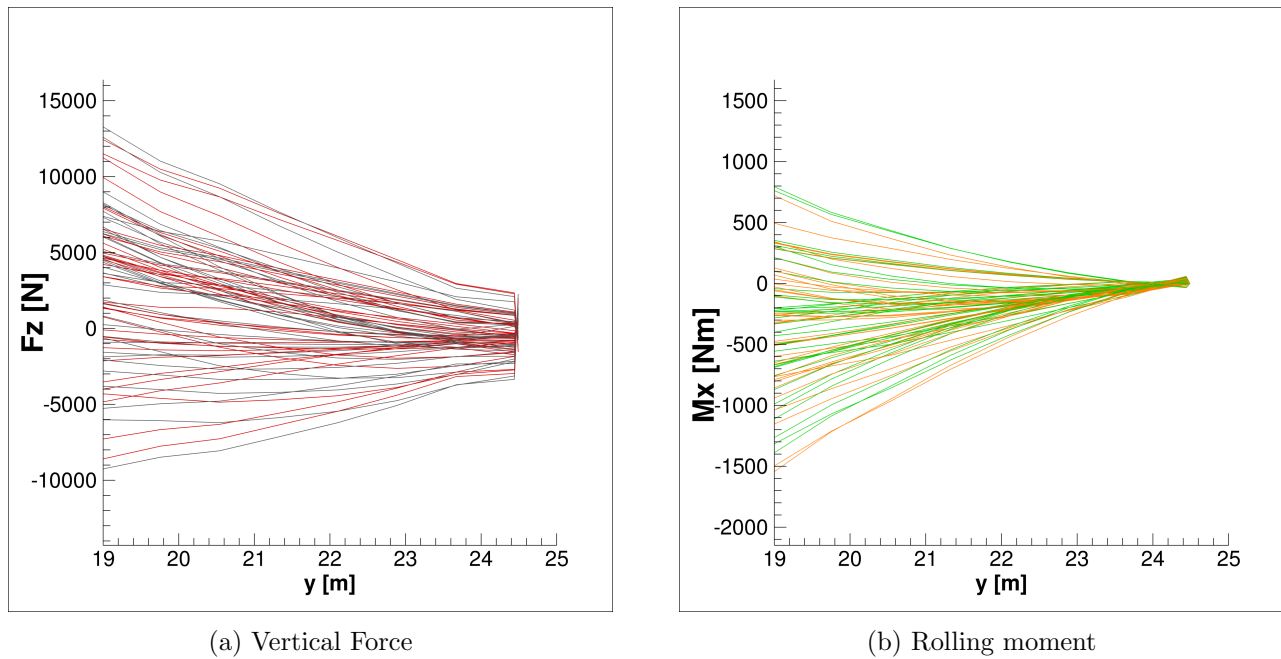 15000
10000
5000
0
-5000
-10000
Fz [N]
19 20 21 22 23 24 25
y [m]
(a) Vertical Force
1500
1000
500
0
-500
-1000
-1500
-2000
Mx [Nm]
19 20 21 22 23 24 25
y [m]
(b) Rolling moment